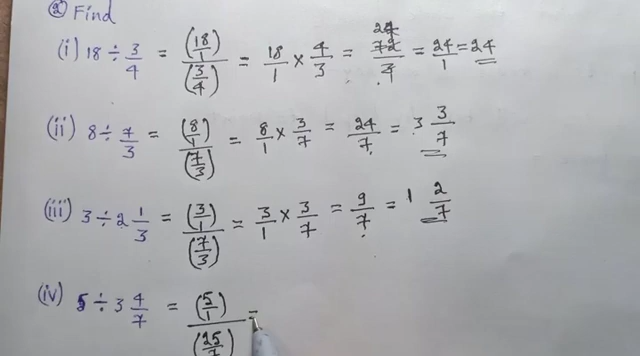 ② Find
(i) 18 ÷ 3/4 = (18/1)/(3/4) = 18/1 × 4/3 = 72/3 = 24/1 = 24
(ii) 8 ÷ 7/3 = (8/1)/(7/3) = 8/1 × 3/7 = 24/7 = 3 3/7
(iii) 3 ÷ 2 1/3 = (3/1)/(7/3) = 3/1 × 3/7 = 9/7 = 1 2/7
(iv) 5 ÷ 3 4/7 = (5/1)/(25/7) =